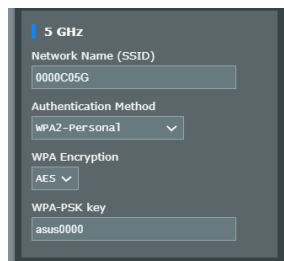 5 GHz
Network Name (SSID)
0000C05G
Authentication Method
WPA2-Personal
WPA Encryption
AES
WPA-PSK key
asus0000